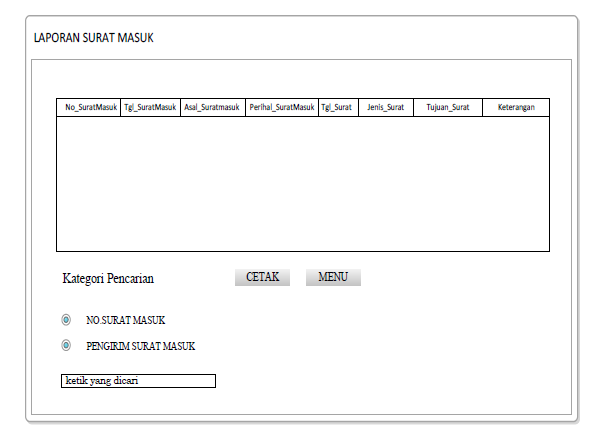 LAPORAN SURAT MASUK
No_SuratMasuk Tgl_SuratMasuk Asal_Suratmasuk Perihal_SuratMasuk Tgl_Surat Jenis_Surat Tujuan_Surat Keterangan
Kategori Pencarian CETAK MENU
NO.SURAT MASUK
PENGIRIM SURAT MASUK
ketik yang dicari